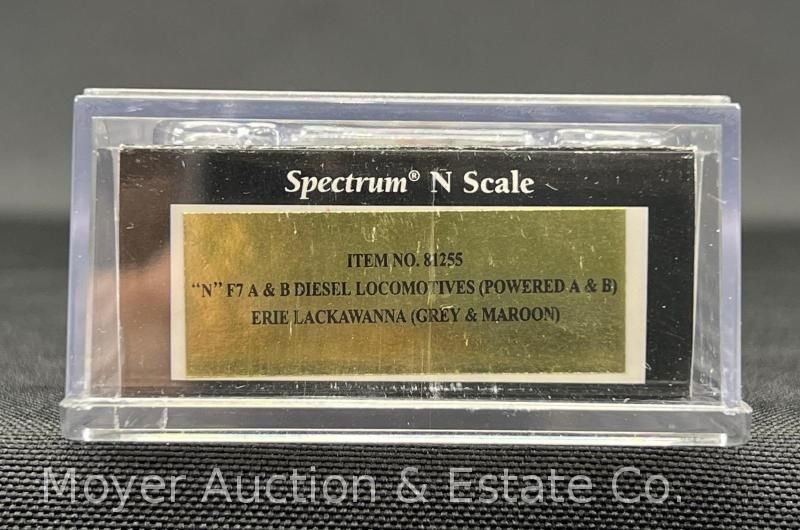 Spectrum® N Scale
ITEM NO. 81255
"N" F7 A & B DIESEL LOCOMOTIVES (POWERED A & B)
ERIE LACKAWANNA (GREY & MAROON)
Moyer Auction & Estate Co.